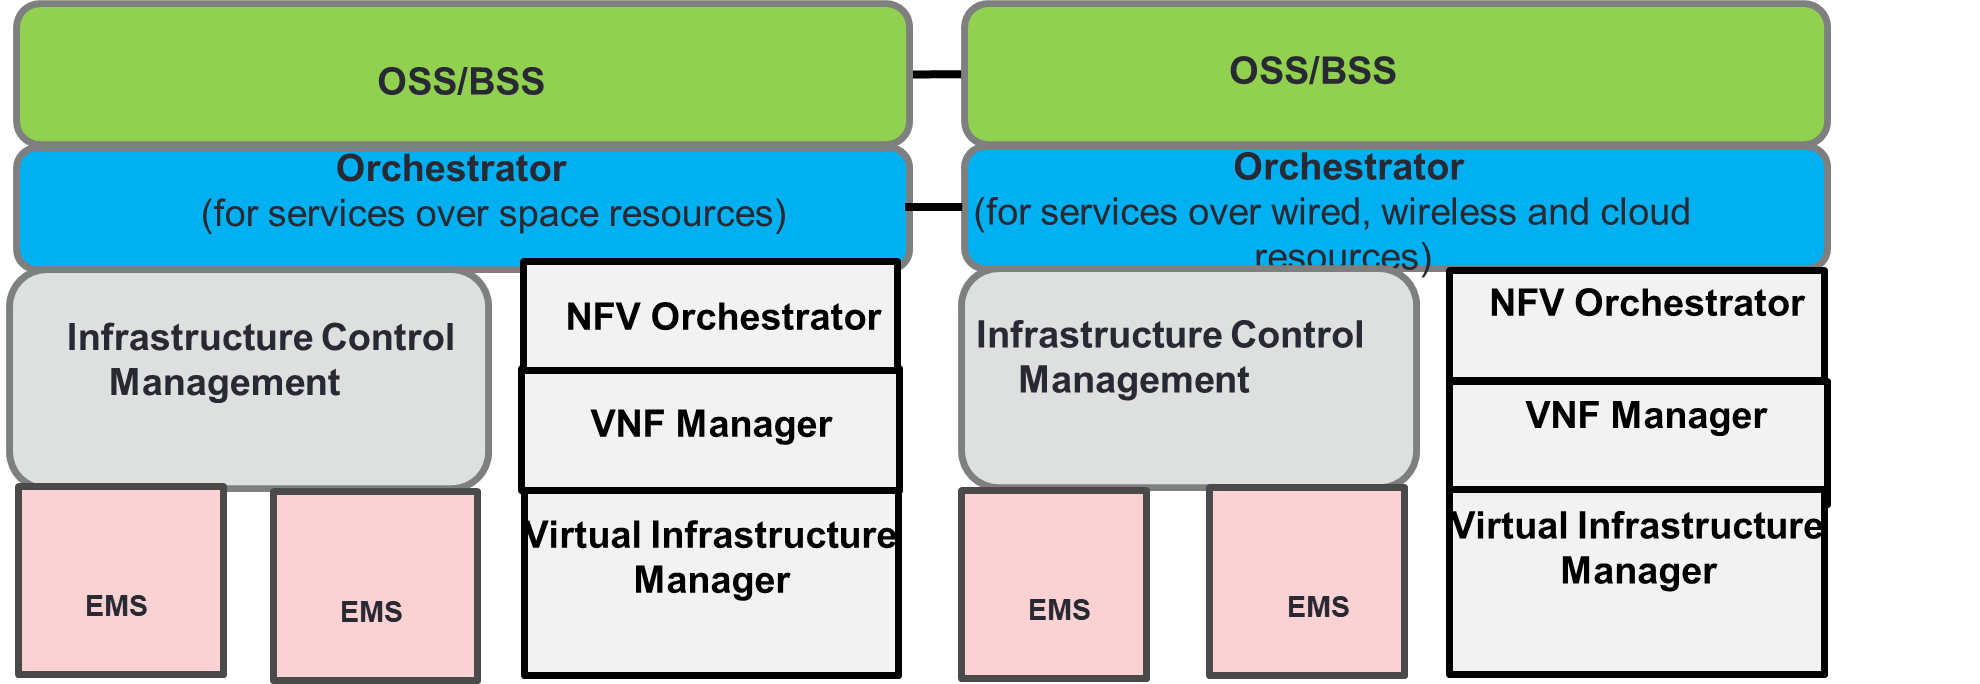 OSS/BSS
Orchestrator
(for services over space resources)
Infrastructure Control
Management
NFV Orchestrator
VNF Manager
Virtual Infrastructure
Manager
EMS
EMS
OSS/BSS
Orchestrator
(for services over wired, wireless and cloud
resources)
Infrastructure Control
Management
NFV Orchestrator
VNF Manager
Virtual Infrastructure
Manager
EMS
EMS